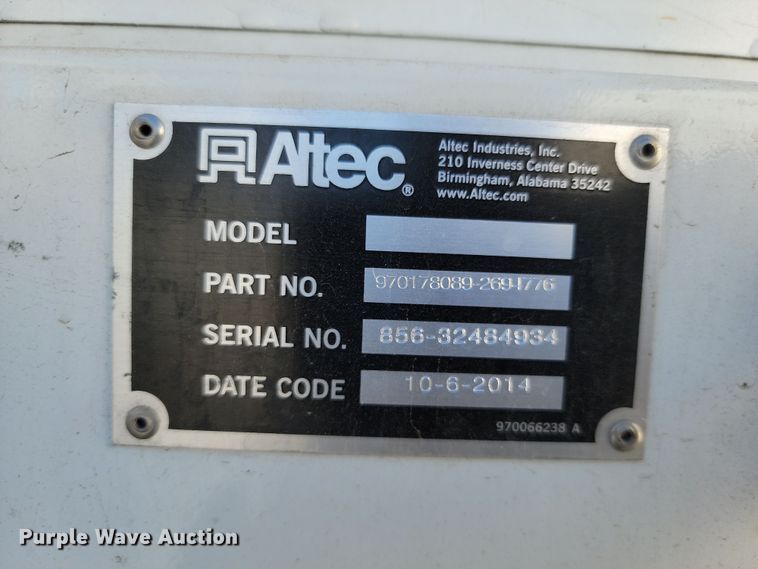 Altec®
Altec Industries, Inc.
210 Inverness Center Drive
Birmingham, Alabama 35242
www.Altec.com
MODEL
PART NO. 970178089-2694776
SERIAL NO. 856-32484934
DATE CODE 10-6-2014
970066238 A
Purple Wave Auction